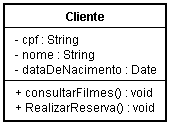 Cliente
- cpf : String
- nome : String
- dataDeNacimento : Date
+ consultarFilmes() : void
+ RealizarReserva() : void